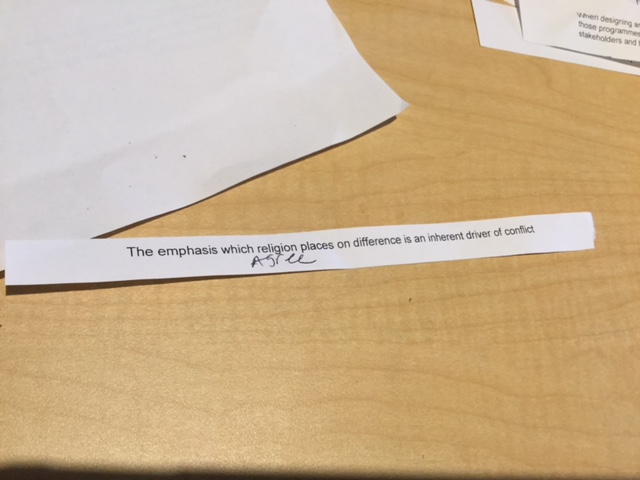 When designing
those programmes
stakeholders and
The emphasis which religion places on difference is an inherent driver of conflict
Agree